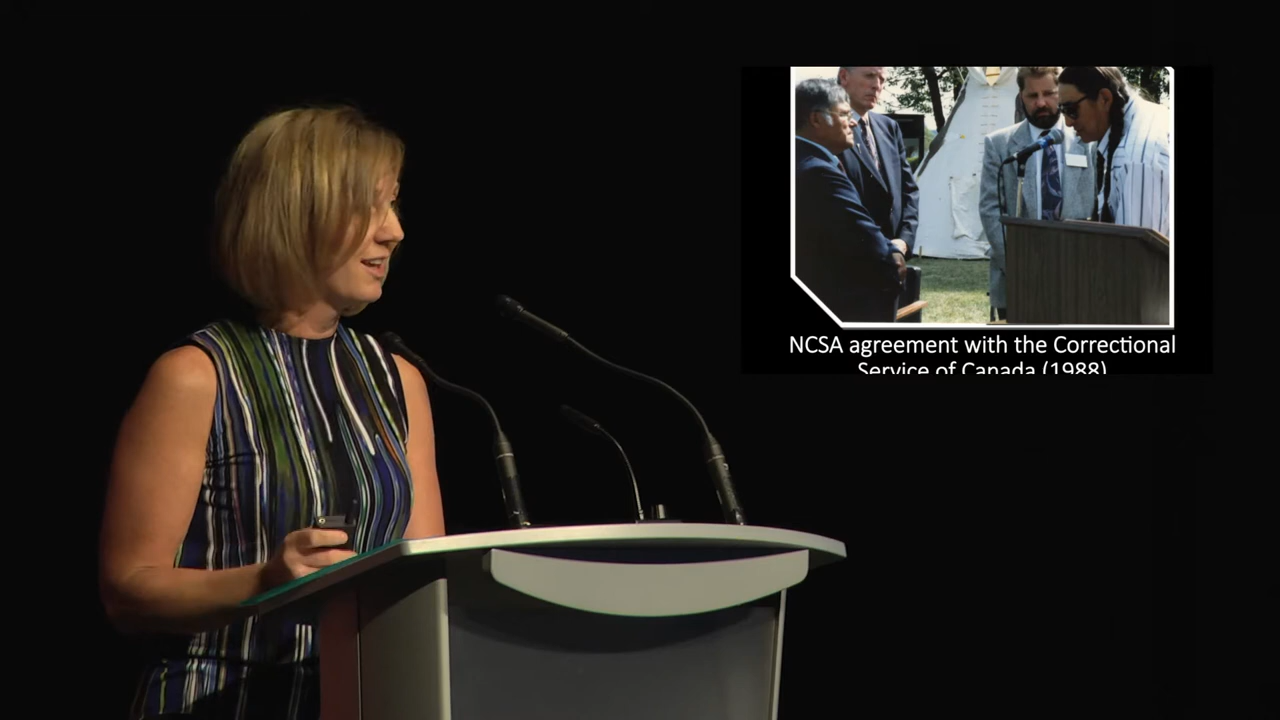 NCSA agreement with the Correctional
Service of Canada (1988)